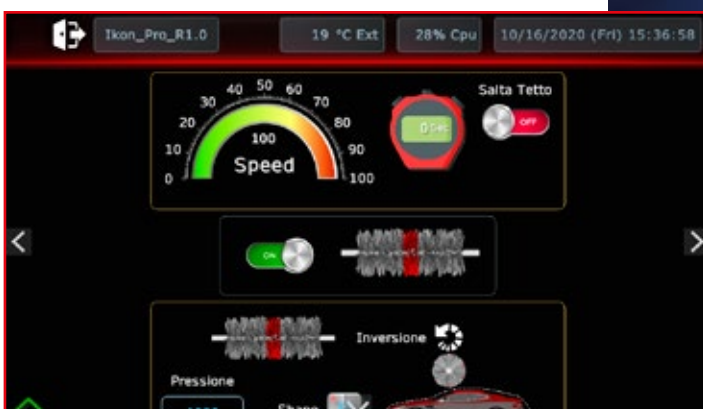 Ikon_Pro_R1.0 19 °C Ext 28% Cpu 10/16/2020 (Fri) 15:36:58
0 10 20 30 40 50 60 70 80 90 100
100
Speed
0 Sec
Salta Tetto
OFF
ON
Inversione
Pressione
Shape